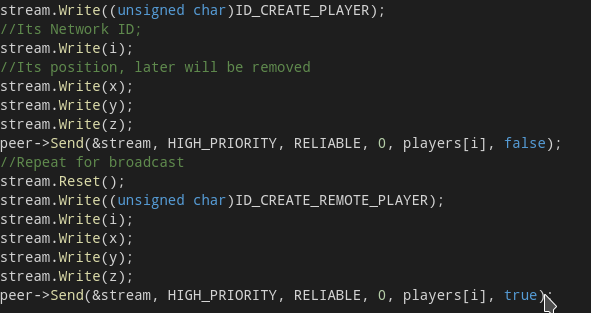 stream.Write((unsigned char)ID_CREATE_PLAYER);
//Its Network ID;
stream.Write(i);
//Its position, later will be removed
stream.Write(x);
stream.Write(y);
stream.Write(z);
peer->Send(&stream, HIGH_PRIORITY, RELIABLE, 0, players[i], false);
//Repeat for broadcast
stream.Reset();
stream.Write((unsigned char)ID_CREATE_REMOTE_PLAYER);
stream.Write(i);
stream.Write(x);
stream.Write(y);
stream.Write(z);
peer->Send(&stream, HIGH_PRIORITY, RELIABLE, 0, players[i], true);